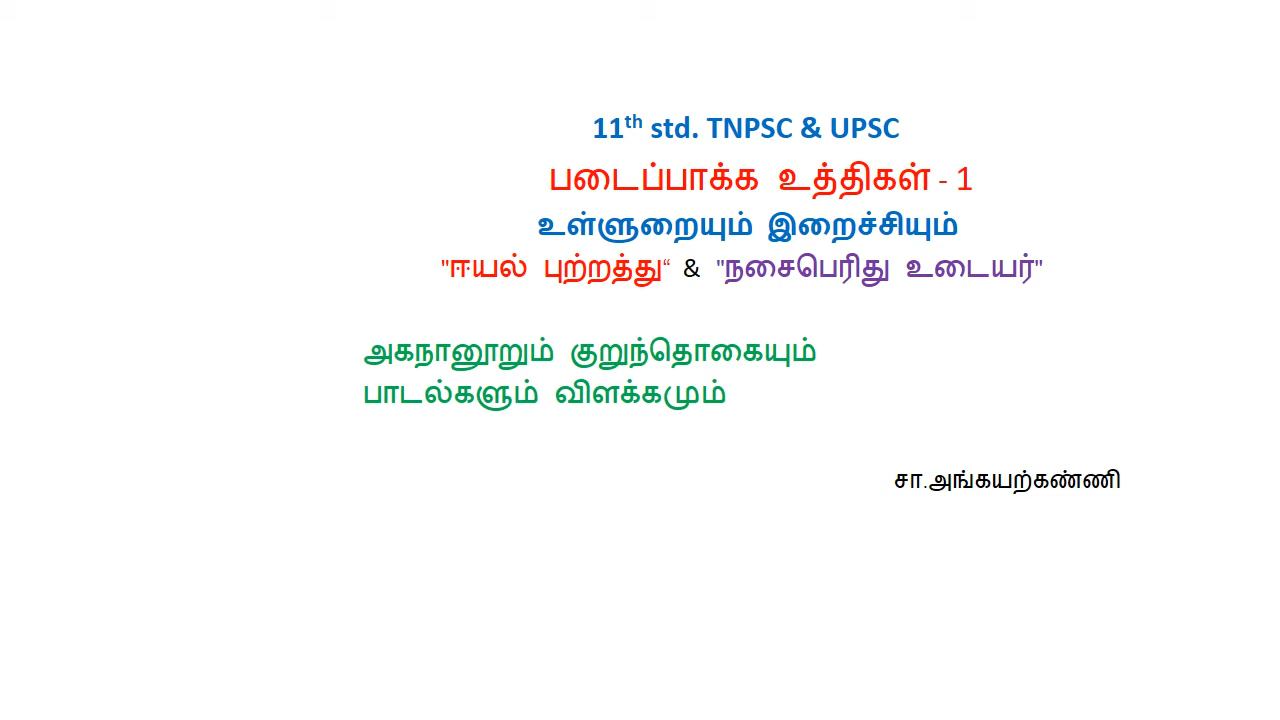 11th std. TNPSC & UPSC
படைப்பாக்க உத்திகள் - 1
உள்ளுறையும் இறைச்சியும்
"ஈயல் புற்றத்து“ & "நசைபெரிது உடையர்"
அகநானூறும் குறுந்தொகையும்
பாடல்களும் விளக்கமும்
சா.அங்கயற்கண்ணி